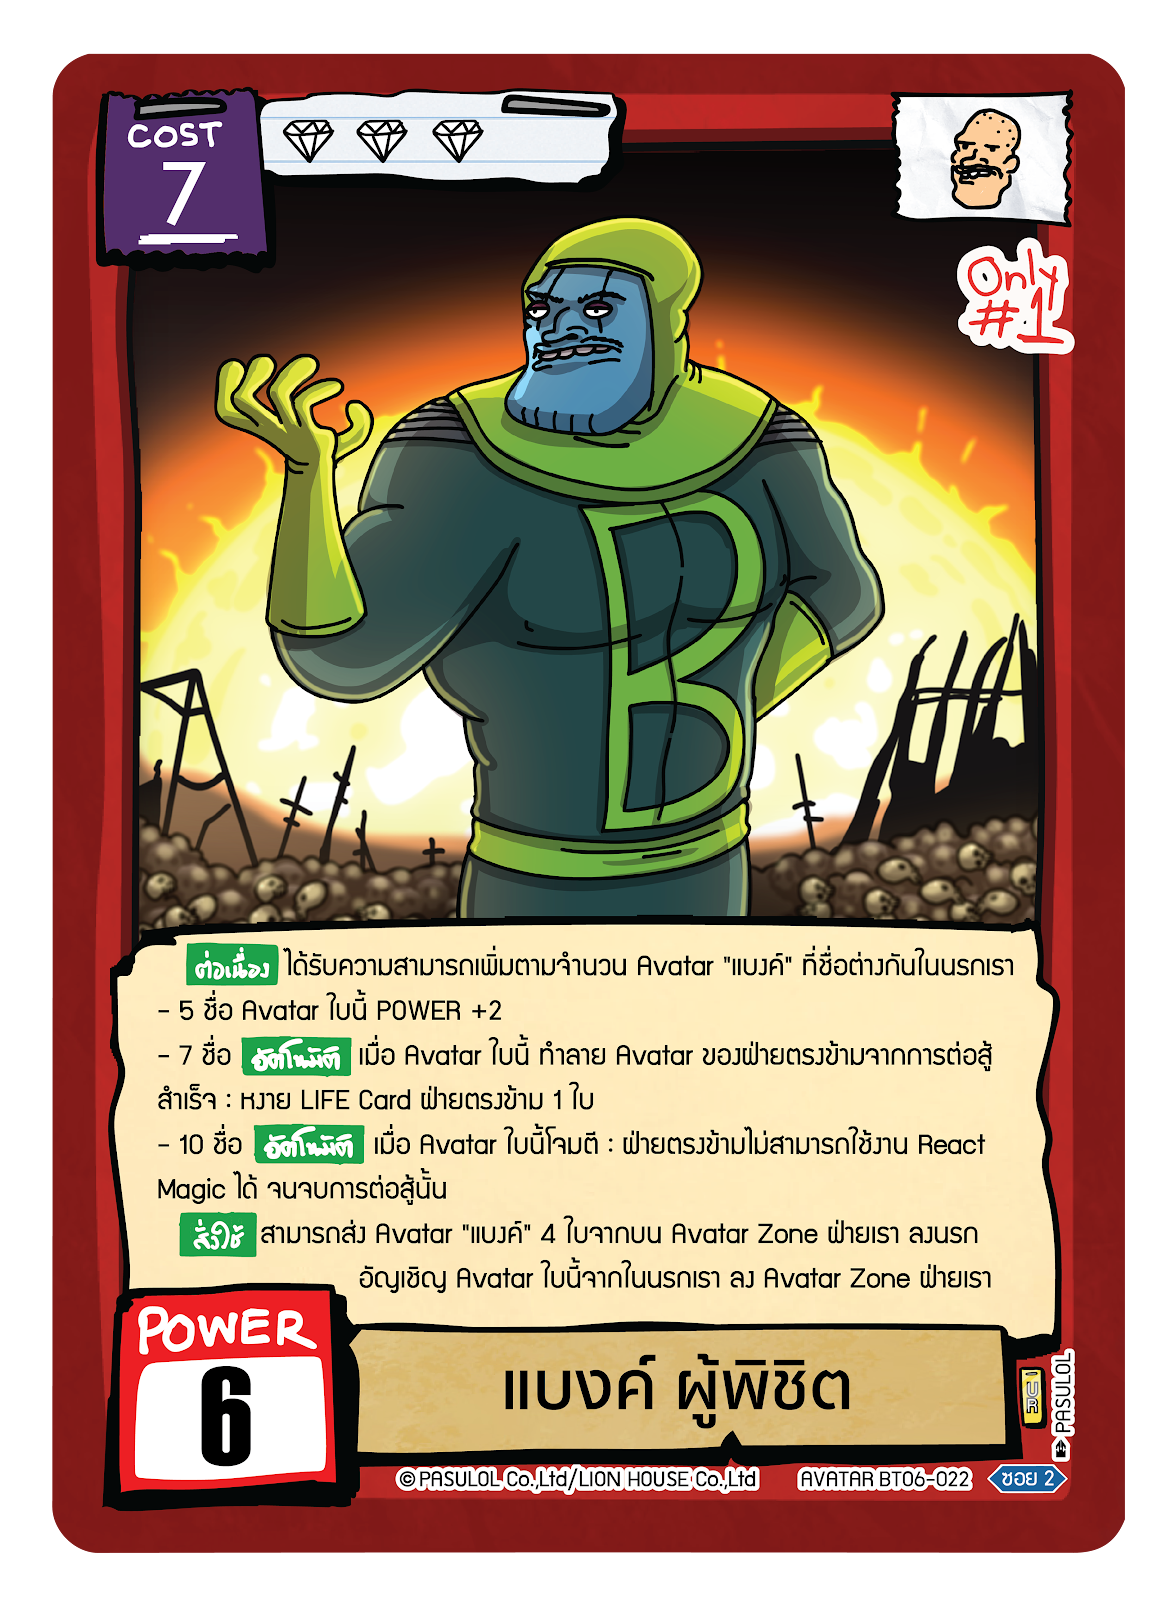 COST
7
Only
#1
B
ต่อเนื่อง ได้รับความสามารถเพิ่มตามจำนวน Avatar "แบงค์" ที่ชื่อต่างกันในนรกเรา
- 5 ชื่อ Avatar ใบนี้ POWER +2
- 7 ชื่อ อัตโนมัติ เมื่อ Avatar ใบนี้ ทำลาย Avatar ของฝ่ายตรงข้ามจากการต่อสู้
สำเร็จ : หงาย LIFE Card ฝ่ายตรงข้าม 1 ใบ
- 10 ชื่อ อัตโนมัติ เมื่อ Avatar ใบนี้โจมตี : ฝ่ายตรงข้ามไม่สามารถใช้งาน React
Magic ได้ จนจบการต่อสู้นั้น
สั่งใช้ สามารถส่ง Avatar "แบงค์" 4 ใบจากบน Avatar Zone ฝ่ายเรา ลงนรก
อัญเชิญ Avatar ใบนี้จากในนรกเรา ลง Avatar Zone ฝ่ายเรา
POWER
6
แบงค์ ผู้พิชิต
UR
PASULOL
© PASULOL Co.,Ltd/LION HOUSE Co.,Ltd
AVATAR BT06-022
ซอย 2